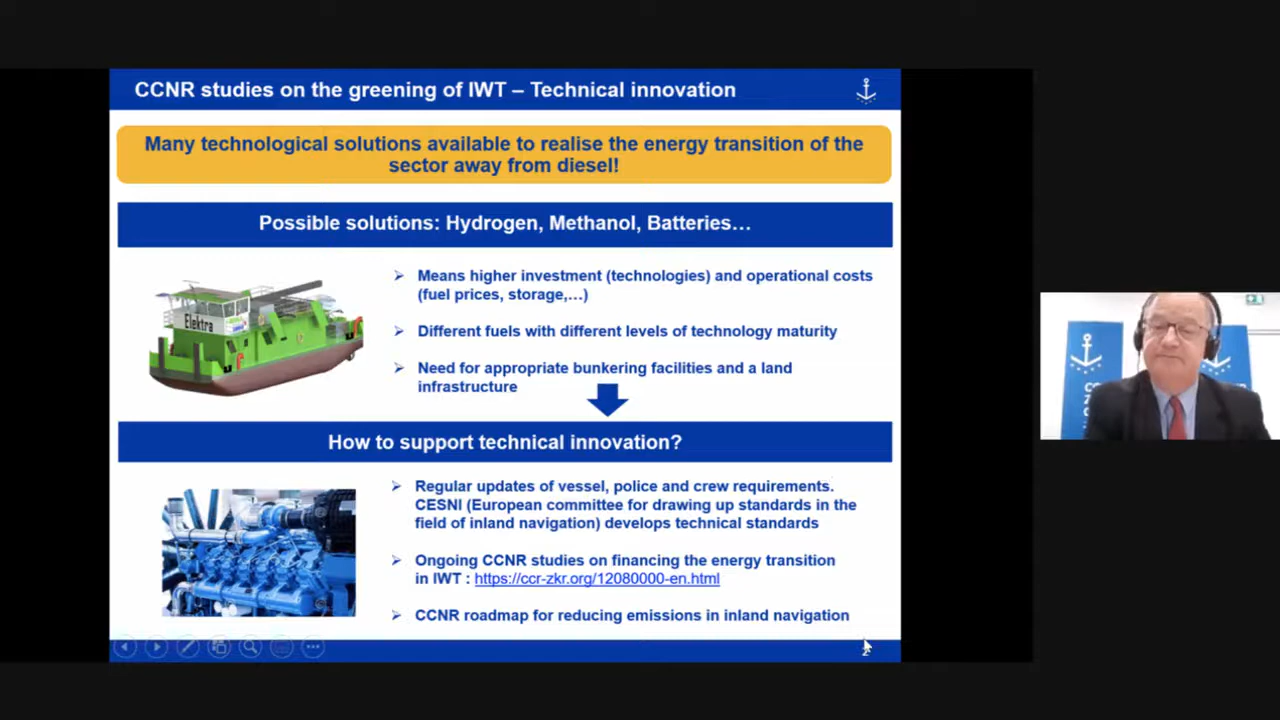 CCNR studies on the greening of IWT – Technical innovation
Many technological solutions available to realise the energy transition of the
sector away from diesel!
Possible solutions: Hydrogen, Methanol, Batteries…
Elektra
➢ Means higher investment (technologies) and operational costs
(fuel prices, storage,…)
➢ Different fuels with different levels of technology maturity
➢ Need for appropriate bunkering facilities and a land
infrastructure
How to support technical innovation?
➢ Regular updates of vessel, police and crew requirements.
CESNI (European committee for drawing up standards in the
field of inland navigation) develops technical standards
➢ Ongoing CCNR studies on financing the energy transition
in IWT : https://ccr-zkr.org/12080000-en.html
➢ CCNR roadmap for reducing emissions in inland navigation